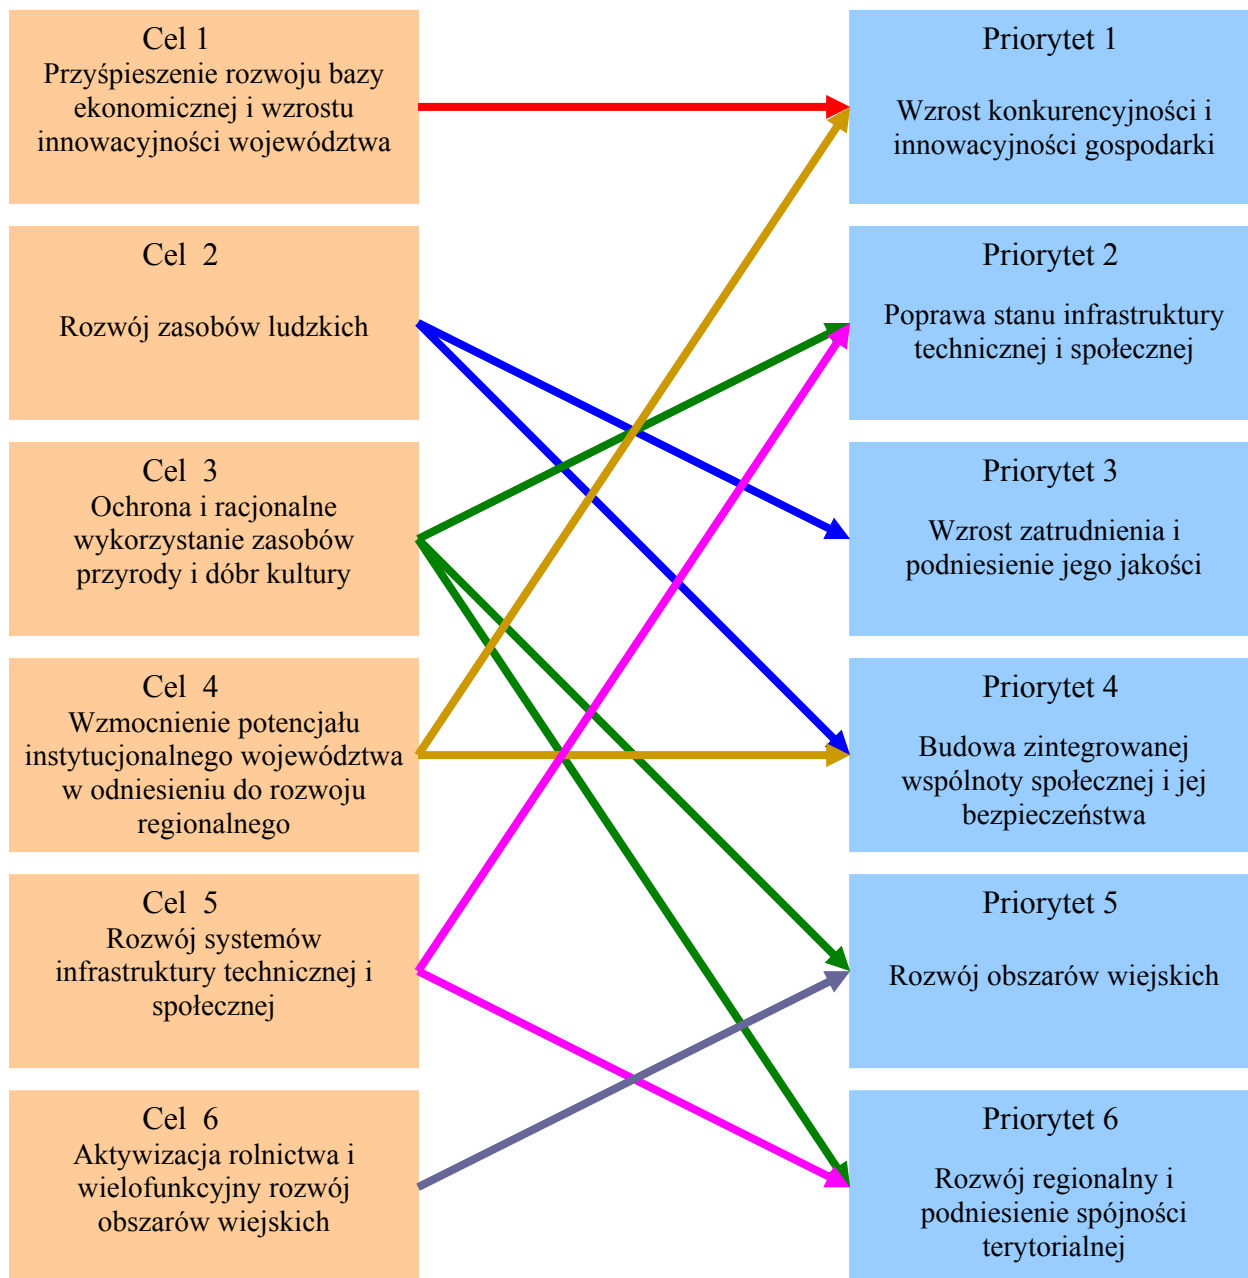 Cel 1
Przyśpieszenie rozwoju bazy
ekonomicznej i wzrostu
innowacyjności województwa
Priorytet 1
Wzrost konkurencyjności i
innowacyjności gospodarki
Cel 2
Rozwój zasobów ludzkich
Priorytet 2
Poprawa stanu infrastruktury
technicznej i społecznej
Cel 3
Ochrona i racjonalne
wykorzystanie zasobów
przyrody i dóbr kultury
Priorytet 3
Wzrost zatrudnienia i
podniesienie jego jakości
Cel 4
Wzmocnienie potencjału
instytucjonalnego województwa
w odniesieniu do rozwoju
regionalnego
Priorytet 4
Budowa zintegrowanej
wspólnoty społecznej i jej
bezpieczeństwa
Cel 5
Rozwój systemów
infrastruktury technicznej i
społecznej
Priorytet 5
Rozwój obszarów wiejskich
Cel 6
Aktywizacja rolnictwa i
wielofunkcyjny rozwój
obszarów wiejskich
Priorytet 6
Rozwój regionalny i
podniesienie spójności
terytorialnej